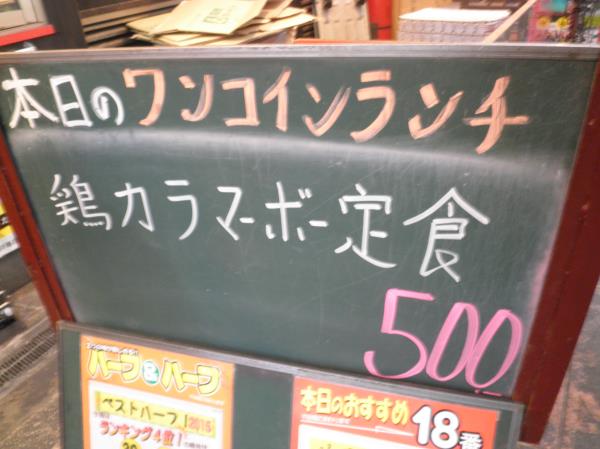 本日のワンコインランチ
鶏カラマーボー定食
500
ハーフ&ハーフ
ベストハーフ!2015
ランキング4位!
本日のおすすめ
18番